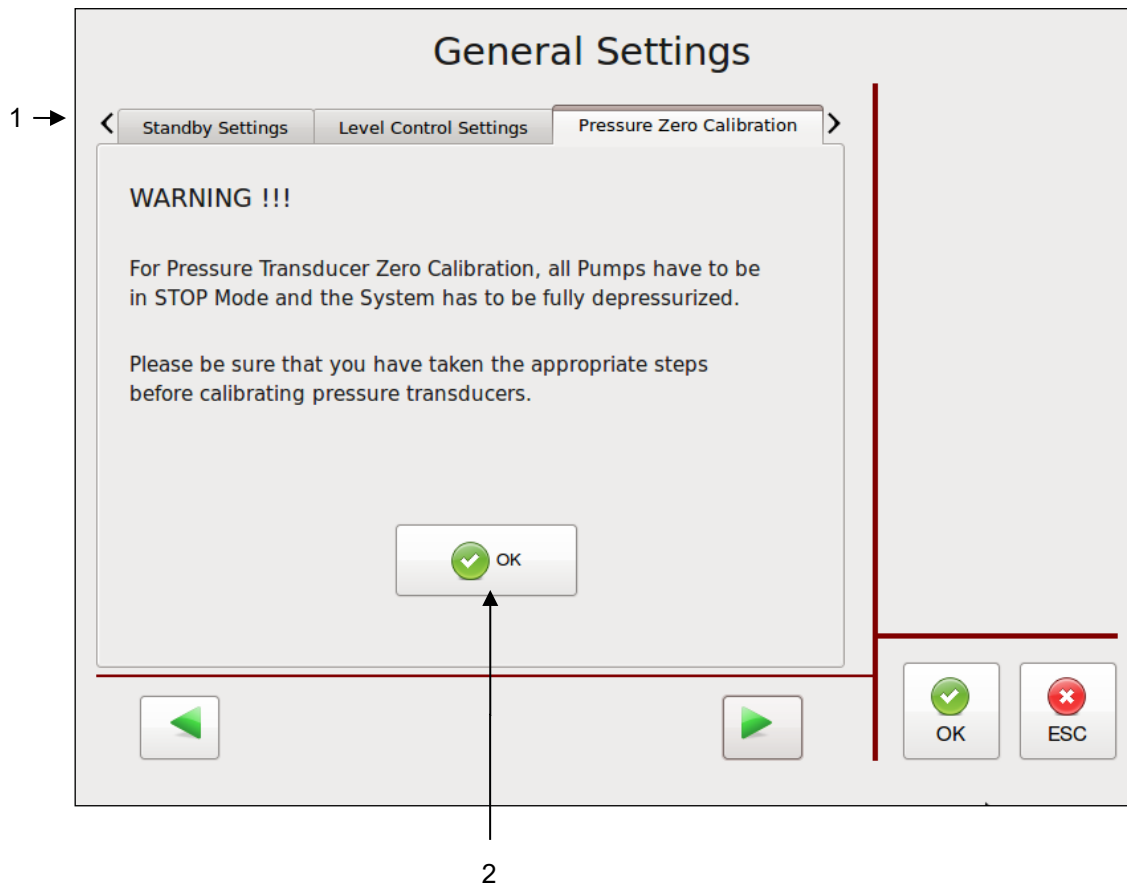 General Settings
1
Standby Settings Level Control Settings Pressure Zero Calibration
WARNING !!!
For Pressure Transducer Zero Calibration, all Pumps have to be
in STOP Mode and the System has to be fully depressurized.
Please be sure that you have taken the appropriate steps
before calibrating pressure transducers.
OK
OK ESC
2